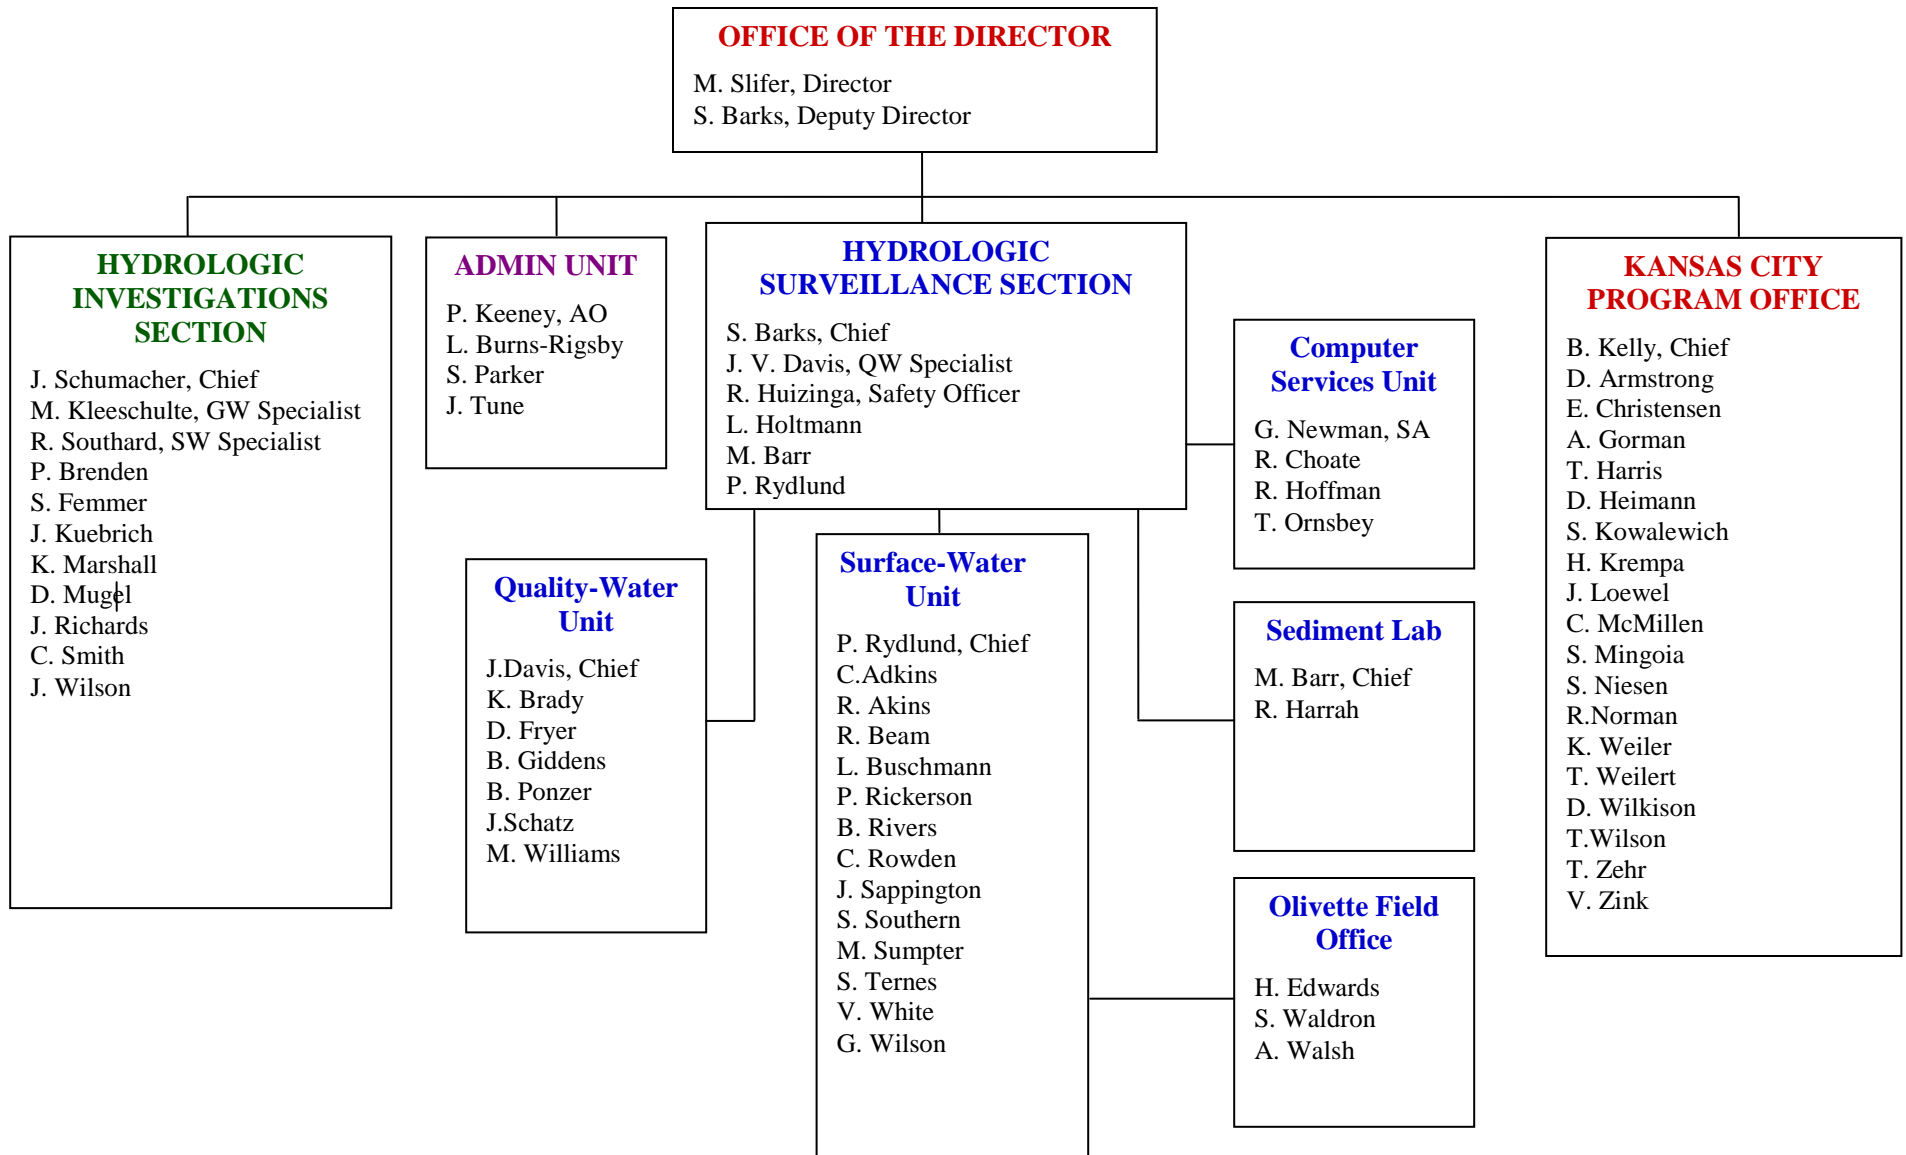 OFFICE OF THE DIRECTOR
M. Slifer, Director
S. Barks, Deputy Director
HYDROLOGIC
INVESTIGATIONS
SECTION
J. Schumacher, Chief
M. Kleeschulte, GW Specialist
R. Southard, SW Specialist
P. Brenden
S. Femmer
J. Kuebrich
K. Marshall
D. Mugel
J. Richards
C. Smith
J. Wilson
ADMIN UNIT
P. Keeney, AO
L. Burns-Rigsby
S. Parker
J. Tune
HYDROLOGIC
SURVEILLANCE SECTION
S. Barks, Chief
J. V. Davis, QW Specialist
R. Huizinga, Safety Officer
L. Holtmann
M. Barr
P. Rydlund
Quality-Water
Unit
J.Davis, Chief
K. Brady
D. Fryer
B. Giddens
B. Ponzer
J.Schatz
M. Williams
Surface-Water
Unit
P. Rydlund, Chief
C.Adkins
R. Akins
R. Beam
L. Buschmann
P. Rickerson
B. Rivers
C. Rowden
J. Sappington
S. Southern
M. Sumpter
S. Ternes
V. White
G. Wilson
Computer
Services Unit
G. Newman, SA
R. Choate
R. Hoffman
T. Ornsbey
Sediment Lab
M. Barr, Chief
R. Harrah
Olivette Field
Office
H. Edwards
S. Waldron
A. Walsh
KANSAS CITY
PROGRAM OFFICE
B. Kelly, Chief
D. Armstrong
E. Christensen
A. Gorman
T. Harris
D. Heimann
S. Kowalewich
H. Krempa
J. Loewel
C. McMillen
S. Mingoia
S. Niesen
R.Norman
K. Weiler
T. Weilert
D. Wilkison
T.Wilson
T. Zehr
V. Zink